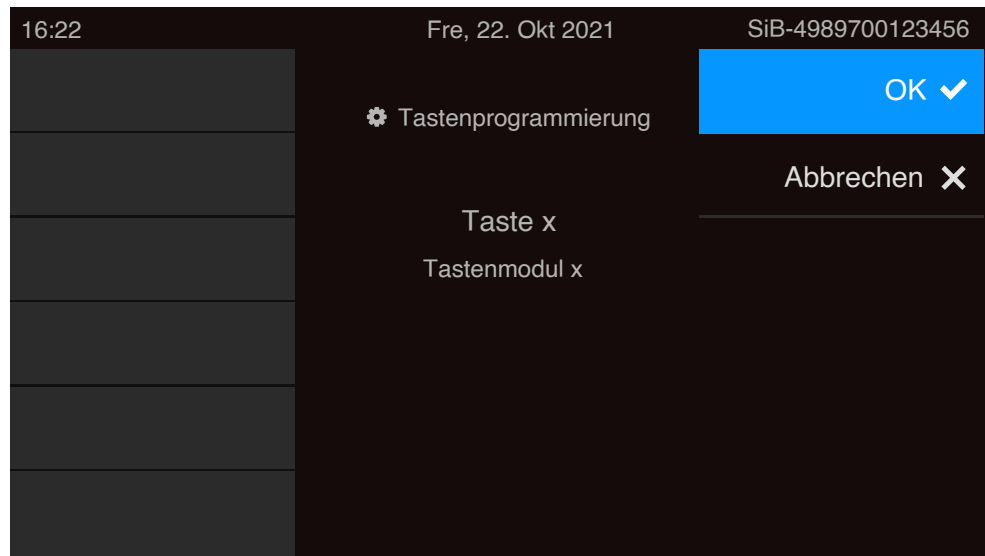 16:22
Fre, 22. Okt 2021
SiB-4989700123456
OK
Tastenprogrammierung
Abbrechen
Taste x
Tastenmodul x